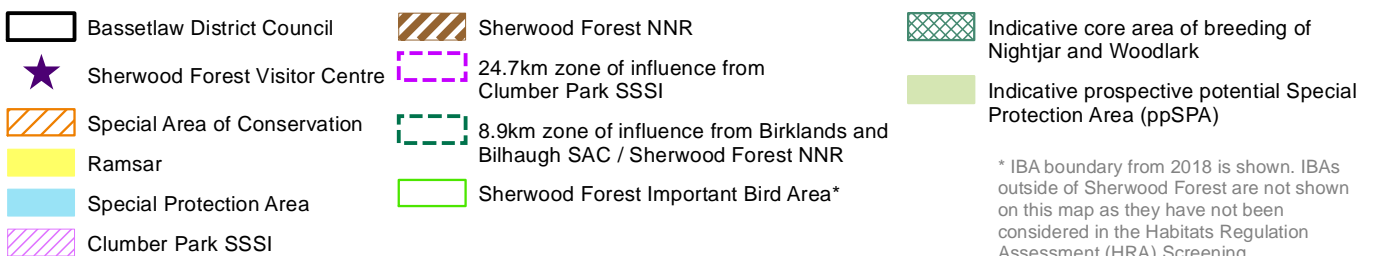 Bassetlaw District Council
Sherwood Forest Visitor Centre
Special Area of Conservation
Ramsar
Special Protection Area
Clumber Park SSSI
Sherwood Forest NNR
24.7km zone of influence from
Clumber Park SSSI
8.9km zone of influence from Birklands and
Bilhaugh SAC / Sherwood Forest NNR
Sherwood Forest Important Bird Area*
Indicative core area of breeding of
Nightjar and Woodlark
Indicative prospective potential Special
Protection Area (ppSPA)
* IBA boundary from 2018 is shown. IBAs
outside of Sherwood Forest are not shown
on this map as they have not been
considered in the Habitats Regulation
Assessment (HRA) Screening